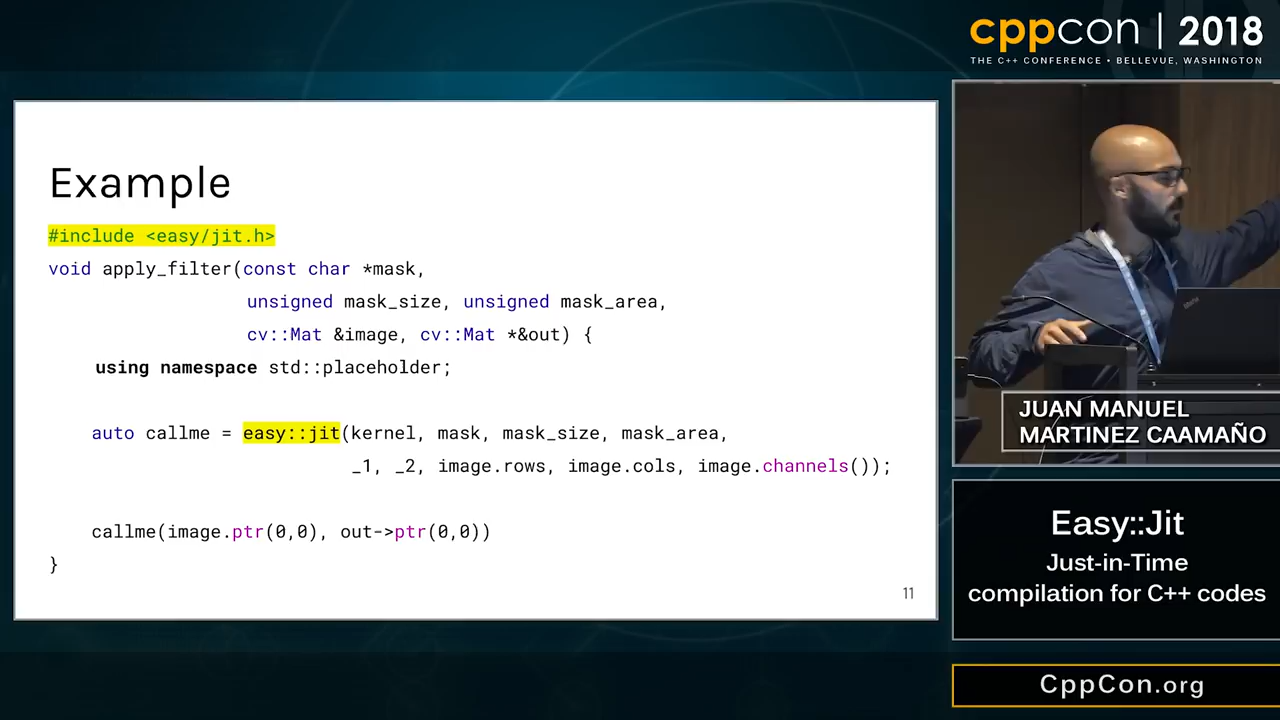 cppcon | 2018
THE C++ CONFERENCE • BELLEVUE, WASHINGTON
Example
#include <easy/jit.h>
void apply_filter(const char *mask,
unsigned mask_size, unsigned mask_area,
cv::Mat &image, cv::Mat *&out) {
using namespace std::placeholder;
auto callme = easy::jit(kernel, mask, mask_size, mask_area,
_1, _2, image.rows, image.cols, image.channels());
callme(image.ptr(0,0), out->ptr(0,0))
}
11
JUAN MANUEL
MARTINEZ CAAMAÑO
Easy::Jit
Just-in-Time
compilation for C++ codes
CppCon.org